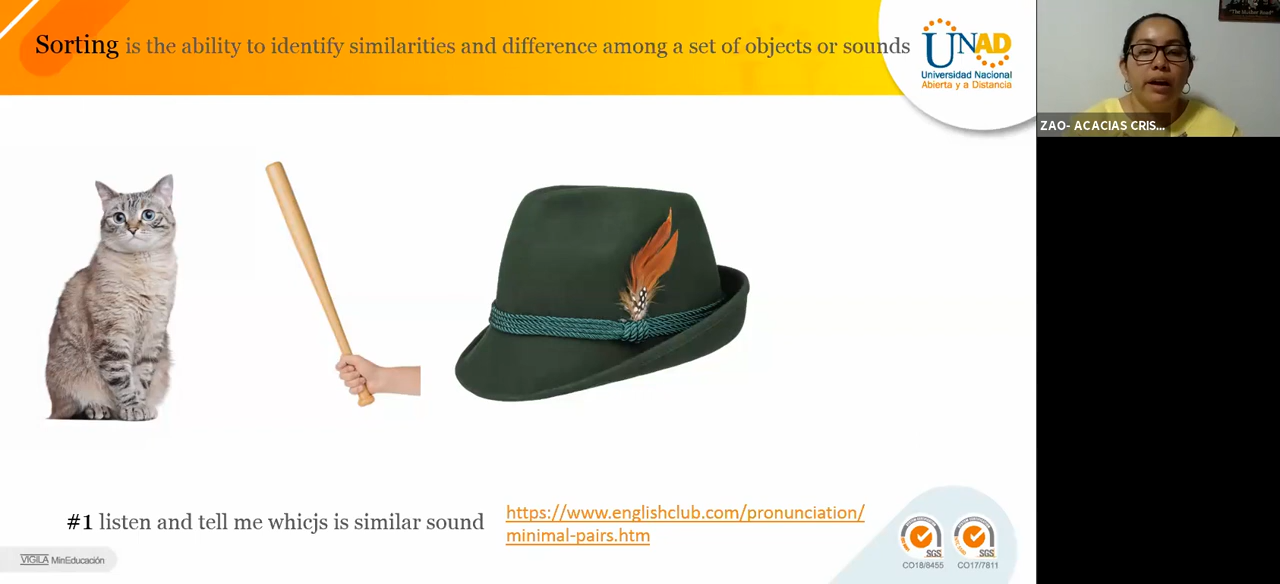 Sorting is the ability to identify similarities and difference among a set of objects or sounds
UNAD
Universidad Nacional
Abierta y a Distancia
ZAO- ACACIAS CRIS...
#1 listen and tell me whicjs is similar sound
https://www.englishclub.com/pronunciation/
minimal-pairs.htm
VIGILA MinEducación
SGS
SGS
CO18/8455
CO17/7811